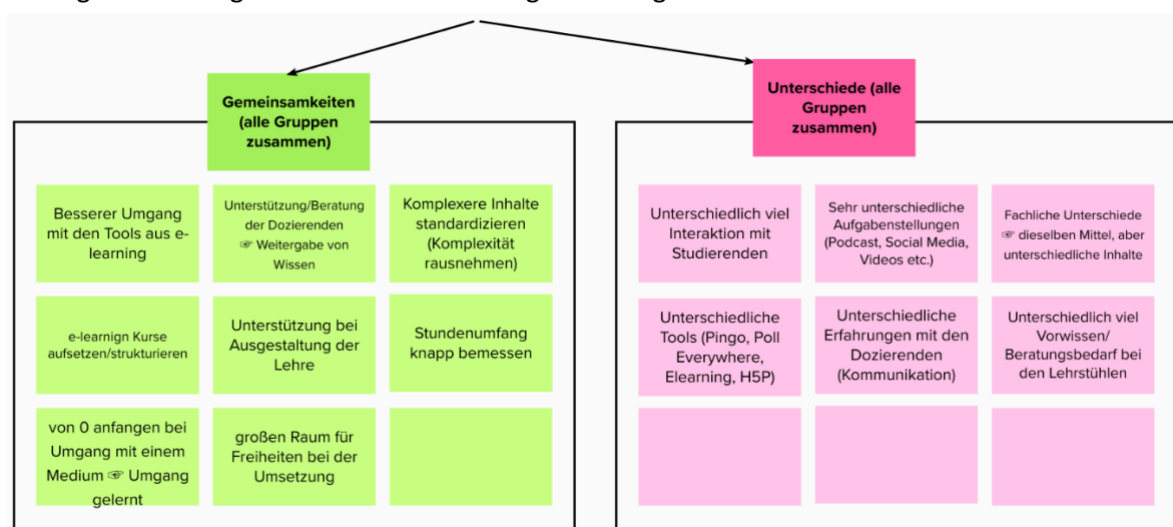 Gemeinsamkeiten
(alle Gruppen
zusammen)
Unterschiede (alle
Gruppen
zusammen)
Besserer Umgang
mit den Tools aus e-
learning
Unterstützung/Beratung
der Dozierenden
☞ Weitergabe von
Wissen
Komplexere Inhalte
standardizieren
(Komplexität
rausnehmen)
e-learnign Kurse
aufsetzen/strukturieren
Unterstützung bei
Ausgestaltung der
Lehre
Stundenumfang
knapp bemessen
von 0 anfangen bei
Umgang mit einem
Medium ☞ Umgang
gelernt
großen Raum für
Freiheiten bei der
Umsetzung
Unterschiedlich viel
Interaktion mit
Studierenden
Sehr unterschiedliche
Aufgabenstellungen
(Podcast, Social Media,
Videos etc.)
Fachliche Unterschiede
☞ dieselben Mittel, aber
unterschiedliche Inhalte
Unterschiedliche
Tools (Pingo, Poll
Everywhere,
Elearning, H5P)
Unterschiedliche
Erfahrungen mit den
Dozierenden
(Kommunikation)
Unterschiedlich viel
Vorwissen/
Beratungsbedarf bei
den Lehrstühlen